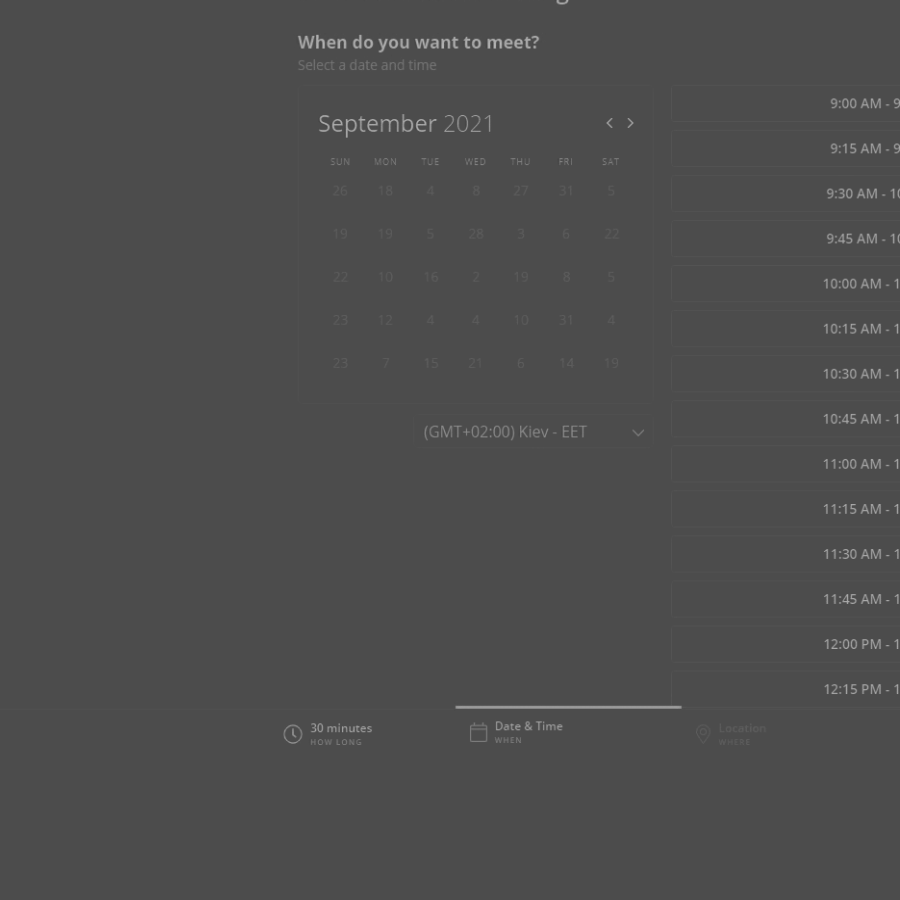 When do you want to meet?
Select a date and time
September 2021
SUN MON TUE WED THU FRI SAT
26 18 4 8 27 31 5
19 19 5 28 3 6 22
22 10 16 2 19 8 5
23 12 4 4 10 31 4
23 7 15 21 6 14 19
(GMT+02:00) Kiev - EET
9:00 AM - 9
9:15 AM - 9
9:30 AM - 10
9:45 AM - 10
10:00 AM - 1
10:15 AM - 1
10:30 AM - 1
10:45 AM - 1
11:00 AM - 1
11:15 AM - 1
11:30 AM - 1
11:45 AM - 1
12:00 PM - 1
12:15 PM - 1
30 minutes
HOW LONG
Date & Time
WHEN
Location
WHERE